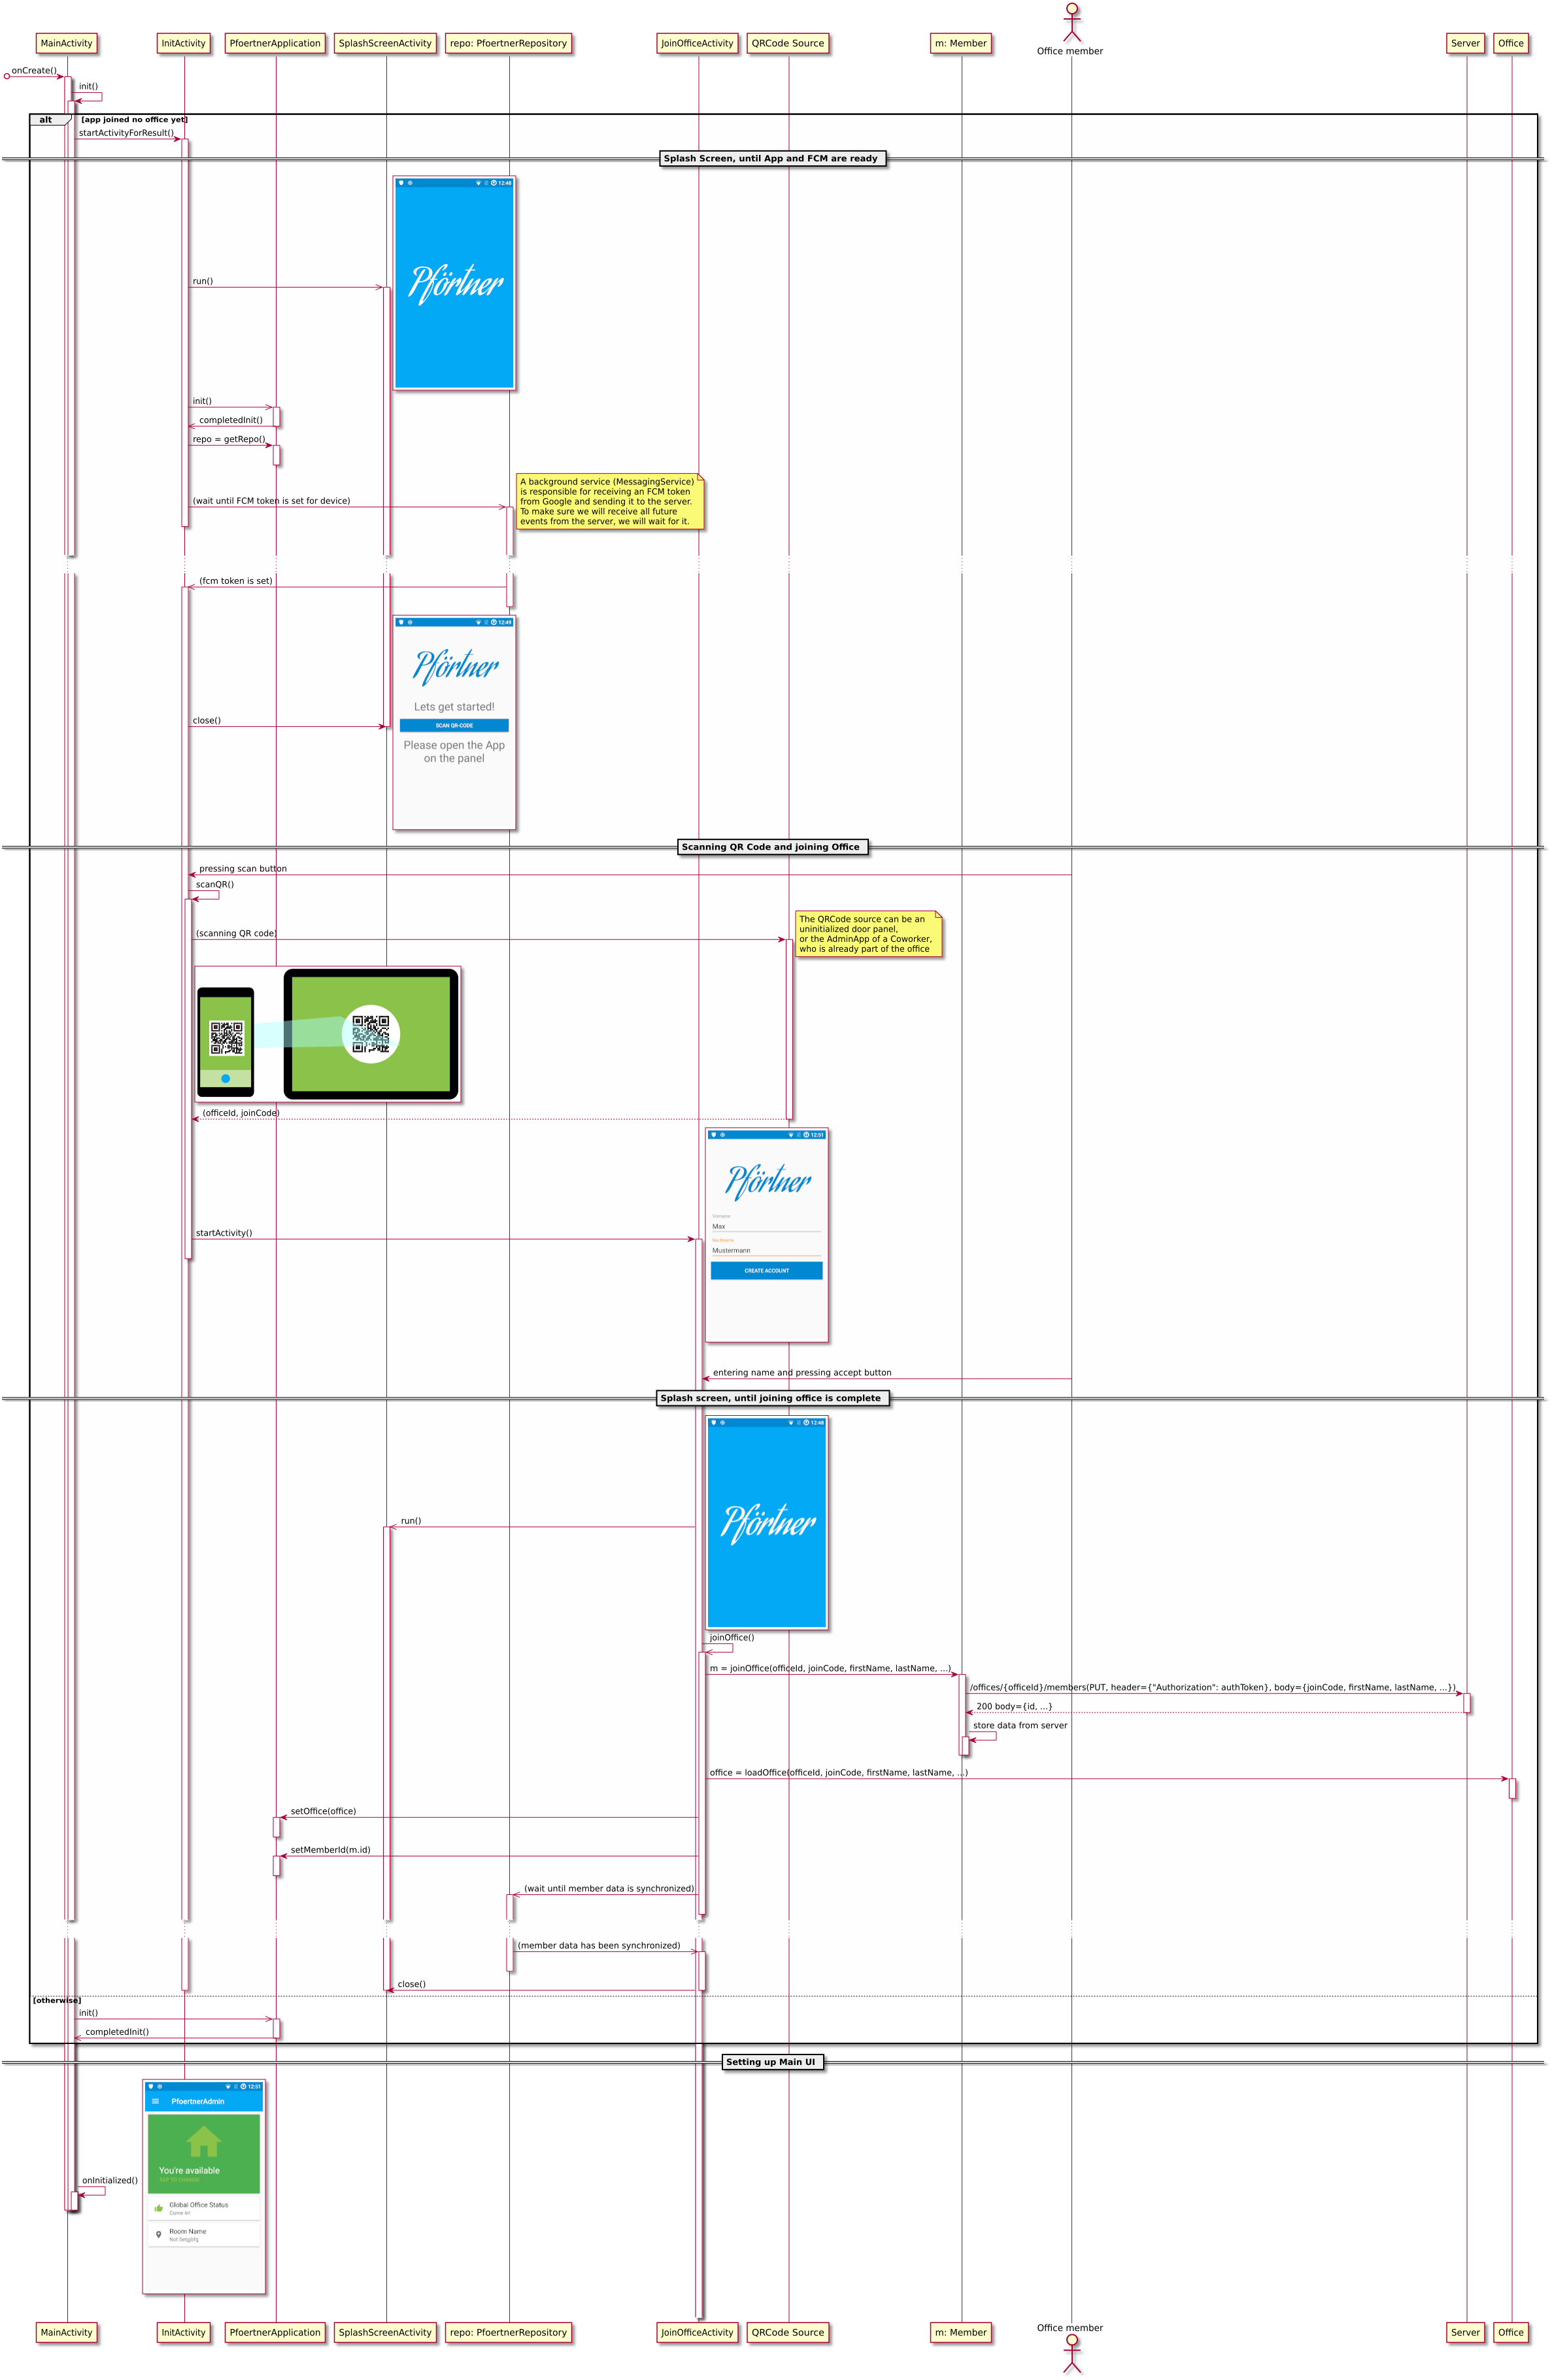 Office member
MainActivity
InitActivity
PfoertnerApplication
SplashScreenActivity
repo: PfoertnerRepository
JoinOfficeActivity
QRCode Source
m: Member
Server
Office
onCreate()
init()
alt
[app joined no office yet]
startActivityForResult()
Splash Screen, until App and FCM are ready
12:48
Pförtner
run()
init()
completedInit()
repo = getRepo()
A background service (MessagingService)
is responsible for receiving an FCM token
from Google and sending it to the server.
To make sure we will receive all future
events from the server, we will wait for it.
(wait until FCM token is set for device)
(fcm token is set)
12:49
Pförtner
Lets get started!
close()
SCAN QR-CODE
Please open the App
on the panel
Scanning QR Code and joining Office
pressing scan button
scanQR()
The QRCode source can be an
uninitialized door panel,
or the AdminApp of a Coworker,
who is already part of the office
(scanning QR code)
(officeId, joinCode)
12:51
Pförtner
Vorname
Max
startActivity()
Nachname
Mustermann
CREATE ACCOUNT
entering name and pressing accept button
Splash screen, until joining office is complete
12:48
Pförtner
run()
joinOffice()
m = joinOffice(officeId, joinCode, firstName, lastName, ...)
/offices/{officeId}/members(PUT, header={"Authorization": authToken}, body={joinCode, firstName, lastName, ...})
200 body={id, ...}
store data from server
office = loadOffice(officeId, joinCode, firstName, lastName, ...)
setOffice(office)
setMemberId(m.id)
(wait until member data is synchronized)
(member data has been synchronized)
close()
[otherwise]
init()
completedInit()
Setting up Main UI
12:51
PfoertnerAdmin
You're available
TAP TO CHANGE
onInitialized()
Global Office Status
Come in!
Room Name
MainActivity
InitActivity
PfoertnerApplication
SplashScreenActivity
repo: PfoertnerRepository
JoinOfficeActivity
QRCode Source
m: Member
Office member
Server
Office